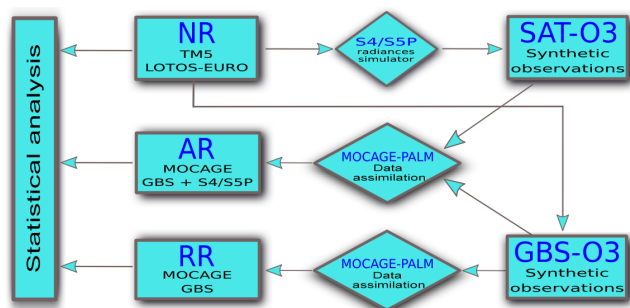 Statistical analysis
NR
TM5
LOTOS-EURO
S4/S5P
radiances
simulator
SAT-O3
Synthetic
observations
AR
MOCAGE
GBS + S4/S5P
MOCAGE-PALM
Data
assimilation
RR
MOCAGE
GBS
MOCAGE-PALM
Data
assimilation
GBS-O3
Synthetic
observations